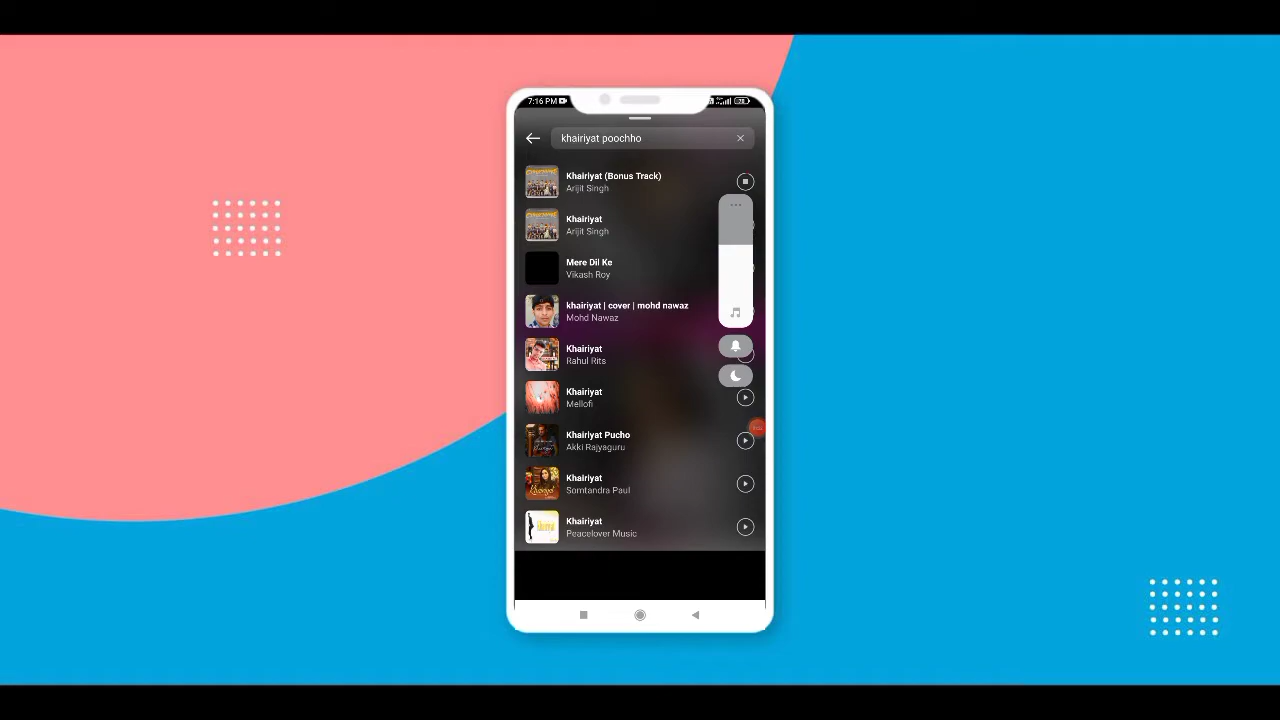 7:16 PM
khairiyat poochho
Khairiyat (Bonus Track)
Arijit Singh
Khairiyat
Arijit Singh
Mere Dil Ke
Vikash Roy
khairiyat | cover | mohd nawaz
Mohd Nawaz
Khairiyat
Rahul Rits
Khairiyat
Mellofi
Khairiyat Pucho
Akki Rajyaguru
Khairiyat
Somtandra Paul
Khairiyat
Peacelover Music